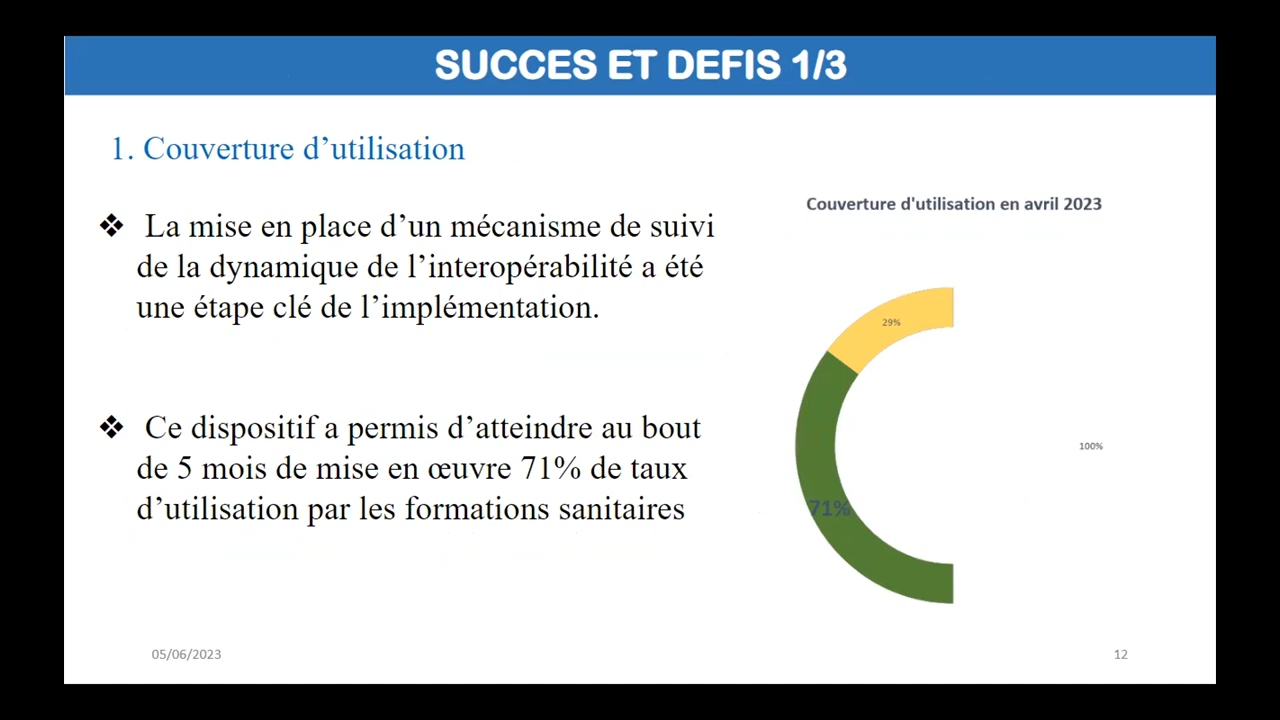 SUCCES ET DEFIS 1/3
1. Couverture d’utilisation
❖ La mise en place d’un mécanisme de suivi
de la dynamique de l’interopérabilité a été
une étape clé de l’implémentation.
❖ Ce dispositif a permis d’atteindre au bout
de 5 mois de mise en œuvre 71% de taux
d’utilisation par les formations sanitaires
Couverture d'utilisation en avril 2023
29%
100%
71%
05/06/2023
12